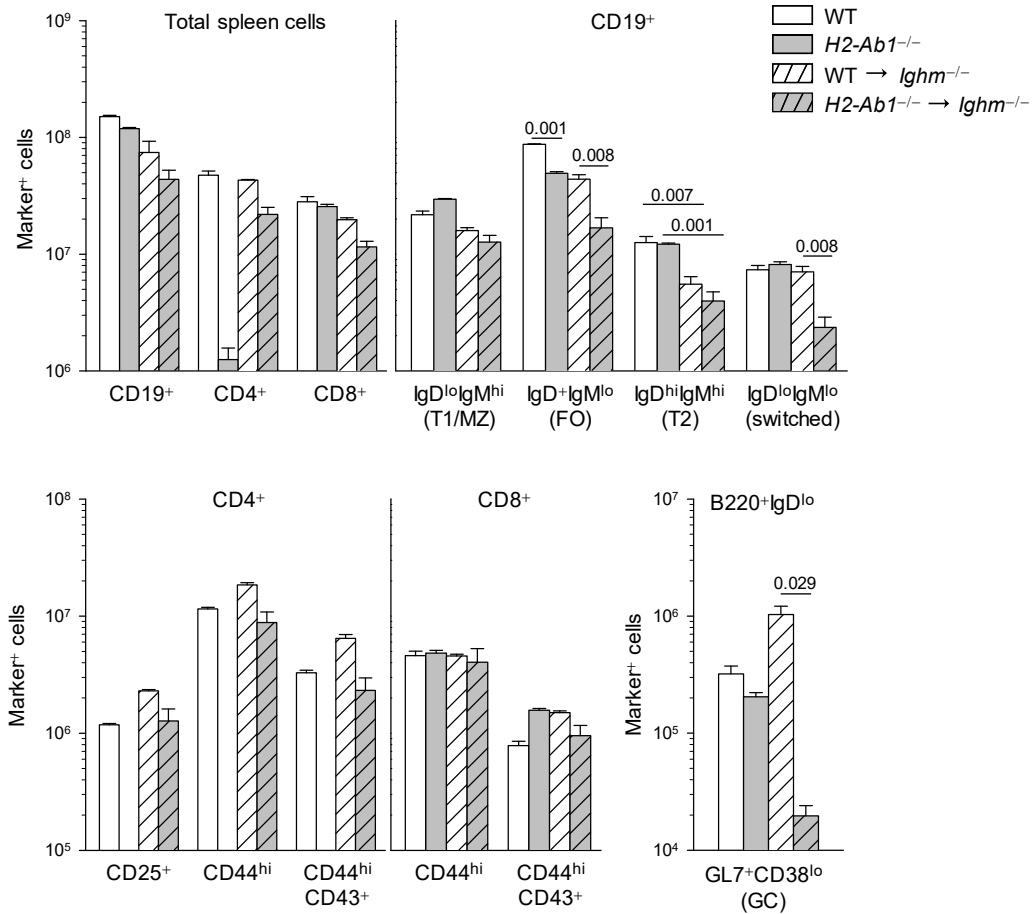 Total spleen cells
CD19⁺
WT
H2-Ab1⁻/⁻
WT → Ighm⁻/⁻
H2-Ab1⁻/⁻ → Ighm⁻/⁻
Marker⁺ cells
10⁹
10⁸
10⁷
10⁶
0.001
0.008
0.007
0.001
0.008
CD19⁺
CD4⁺
CD8⁺
IgDˡᵒIgMʰⁱ
(T1/MZ)
IgD⁺IgMˡᵒ
(FO)
IgDʰⁱIgMʰⁱ
(T2)
IgDˡᵒIgMˡᵒ
(switched)
CD4⁺
CD8⁺
Marker⁺ cells
10⁸
10⁷
10⁶
10⁵
CD25⁺
CD44ʰⁱ
CD44ʰⁱ
CD43⁺
CD44ʰⁱ
CD44ʰⁱ
CD43⁺
B220⁺IgDˡᵒ
Marker⁺ cells
10⁷
10⁶
10⁵
10⁴
0.029
GL7⁺CD38ˡᵒ
(GC)